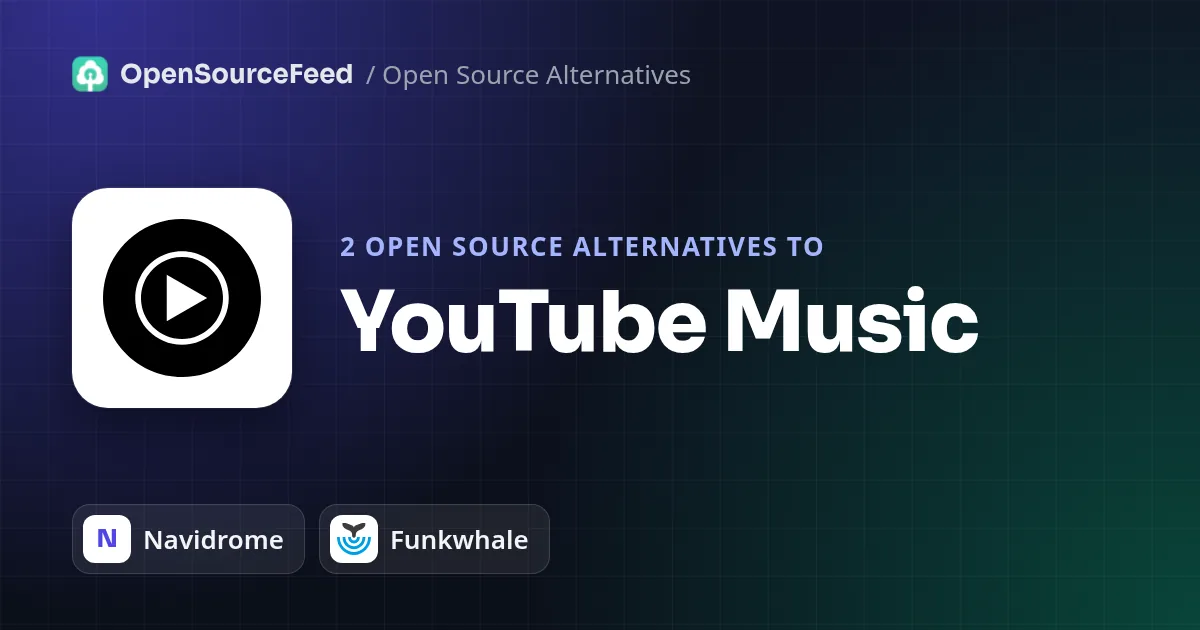 OpenSourceFeed / Open Source Alternatives
2 OPEN SOURCE ALTERNATIVES TO
YouTube Music
N Navidrome
Funkwhale